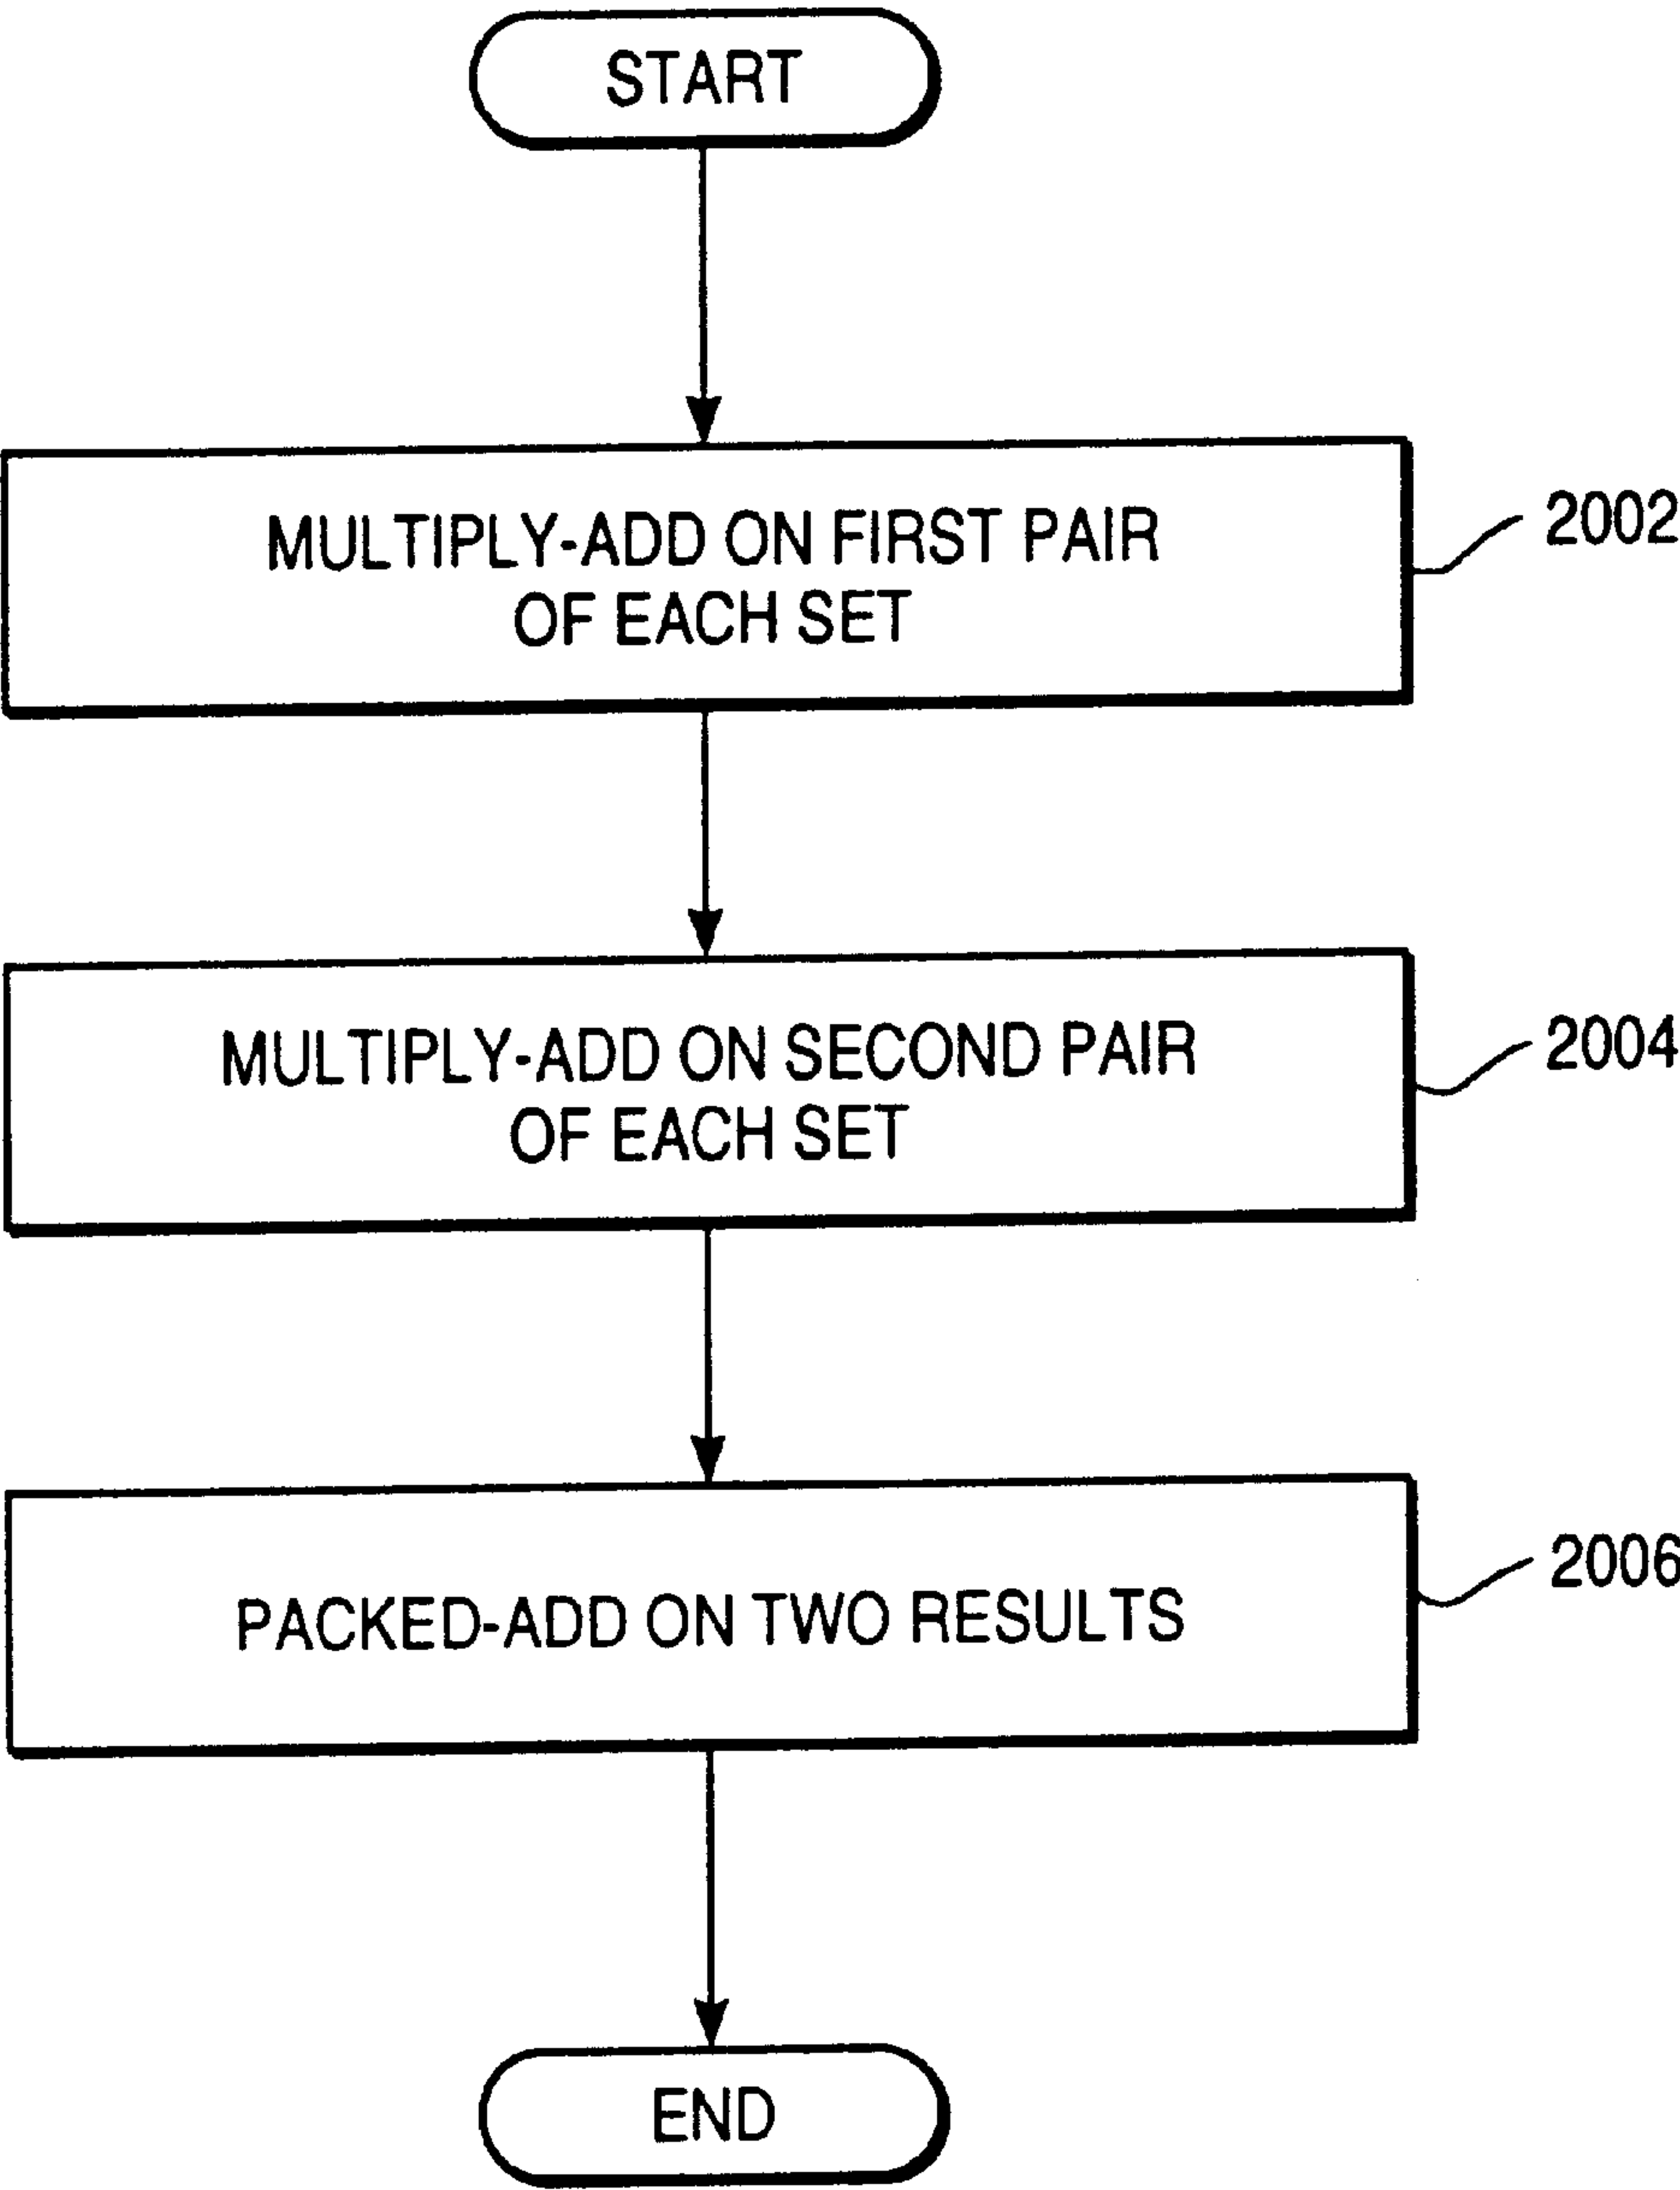 START
MULTIPLY-ADD ON FIRST PAIR
OF EACH SET
2002
MULTIPLY-ADD ON SECOND PAIR
OF EACH SET
2004
PACKED-ADD ON TWO RESULTS
2006
END